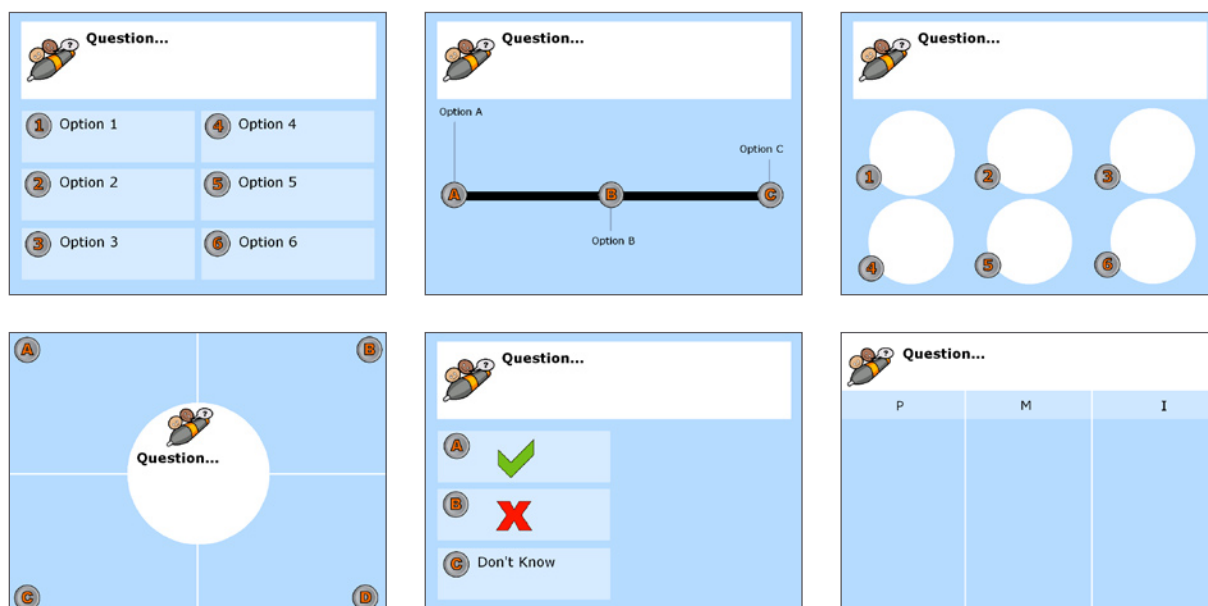 Question...
1 Option 1
4 Option 4
2 Option 2
5 Option 5
3 Option 3
6 Option 6
Question...
Option A
Option C
A B C
Option B
Question...
1 2 3
4 5 6
A B
?
Question...
C D
Question...
A
B
C Don't Know
Question...
P M I